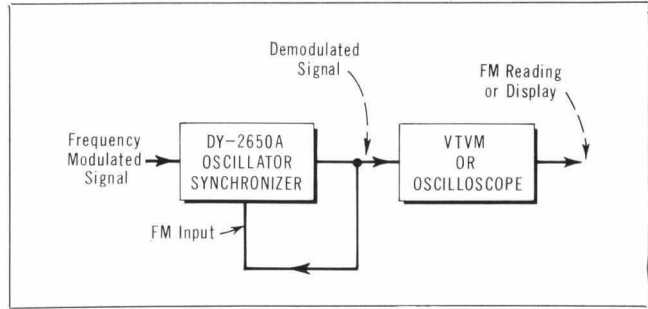 Demodulated
Signal
FM Reading
or Display
Frequency
Modulated
Signal
DY-2650A
OSCILLATOR
SYNCHRONIZER
VTVM
OR
OSCILLOSCOPE
FM Input